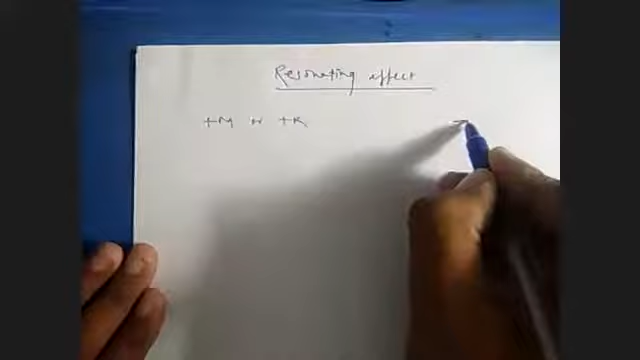 Resonating effect
+M or +R -